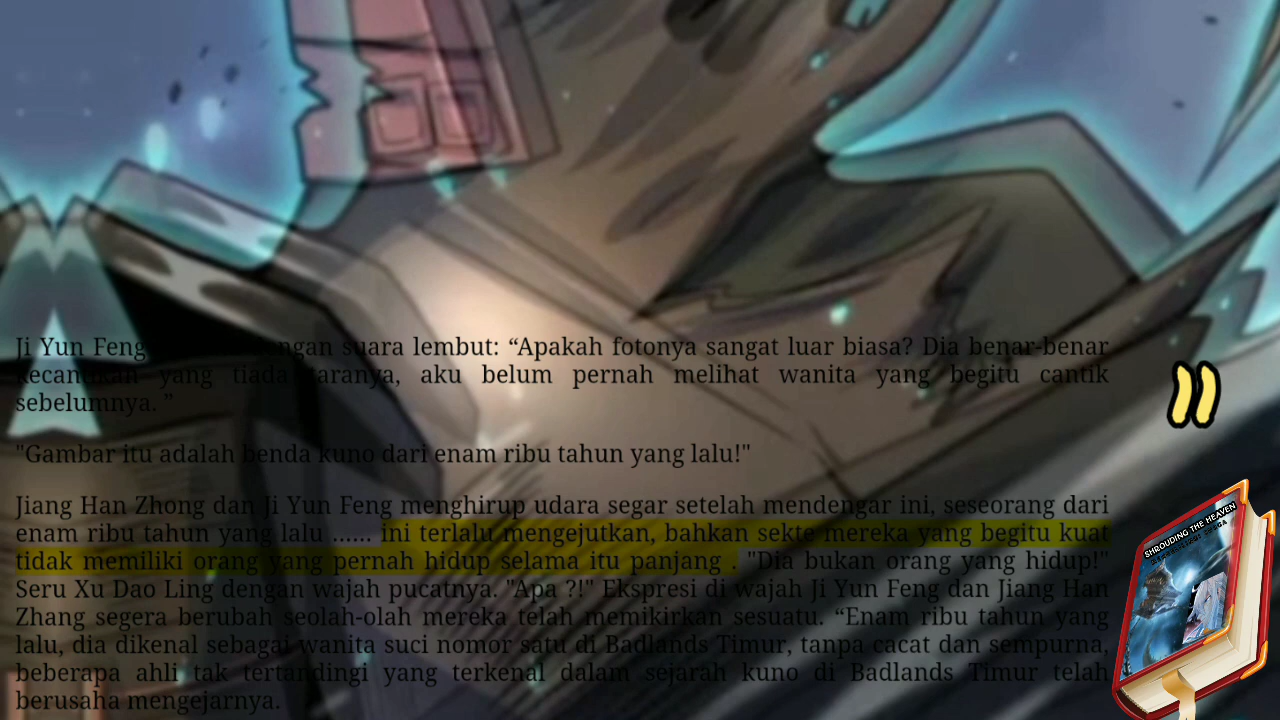 Ji Yun Feng dengan suara lembut: “Apakah fotonya sangat luar biasa? Dia benar-benar
kecantikan yang tiada taranya, aku belum pernah melihat wanita yang begitu cantik
sebelumnya. ”
"Gambar itu adalah benda kuno dari enam ribu tahun yang lalu!"
Jiang Han Zhong dan Ji Yun Feng menghirup udara segar setelah mendengar ini, seseorang dari
enam ribu tahun yang lalu ...... ini terlalu mengejutkan, bahkan sekte mereka yang begitu kuat
tidak memiliki orang yang pernah hidup selama itu panjang . "Dia bukan orang yang hidup!"
Seru Xu Dao Ling dengan wajah pucatnya. "Apa ?!" Ekspresi di wajah Ji Yun Feng dan Jiang Han
Zhang segera berubah seolah-olah mereka telah memikirkan sesuatu. “Enam ribu tahun yang
lalu, dia dikenal sebagai wanita suci nomor satu di Badlands Timur, tanpa cacat dan sempurna,
beberapa ahli tak tertandingi yang terkenal dalam sejarah kuno di Badlands Timur telah
berusaha mengejarnya.
SHROUDING THE HEAVEN